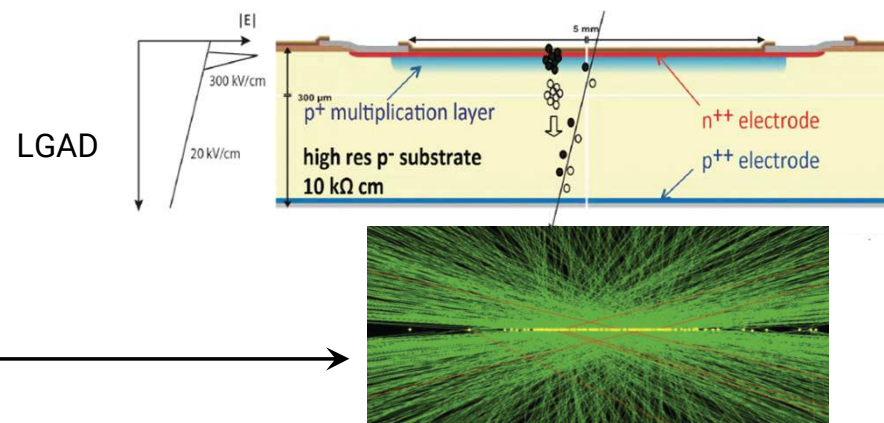 |E|
5 mm
300 kV/cm
300 μm
p+ multiplication layer
n++ electrode
LGAD
20 kV/cm
high res p- substrate
p++ electrode
10 kΩ cm